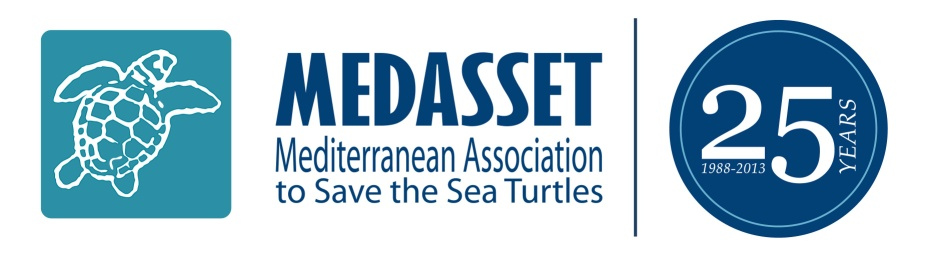 MEDASSET
Mediterranean Association
to Save the Sea Turtles
25
1988-2013
YEARS